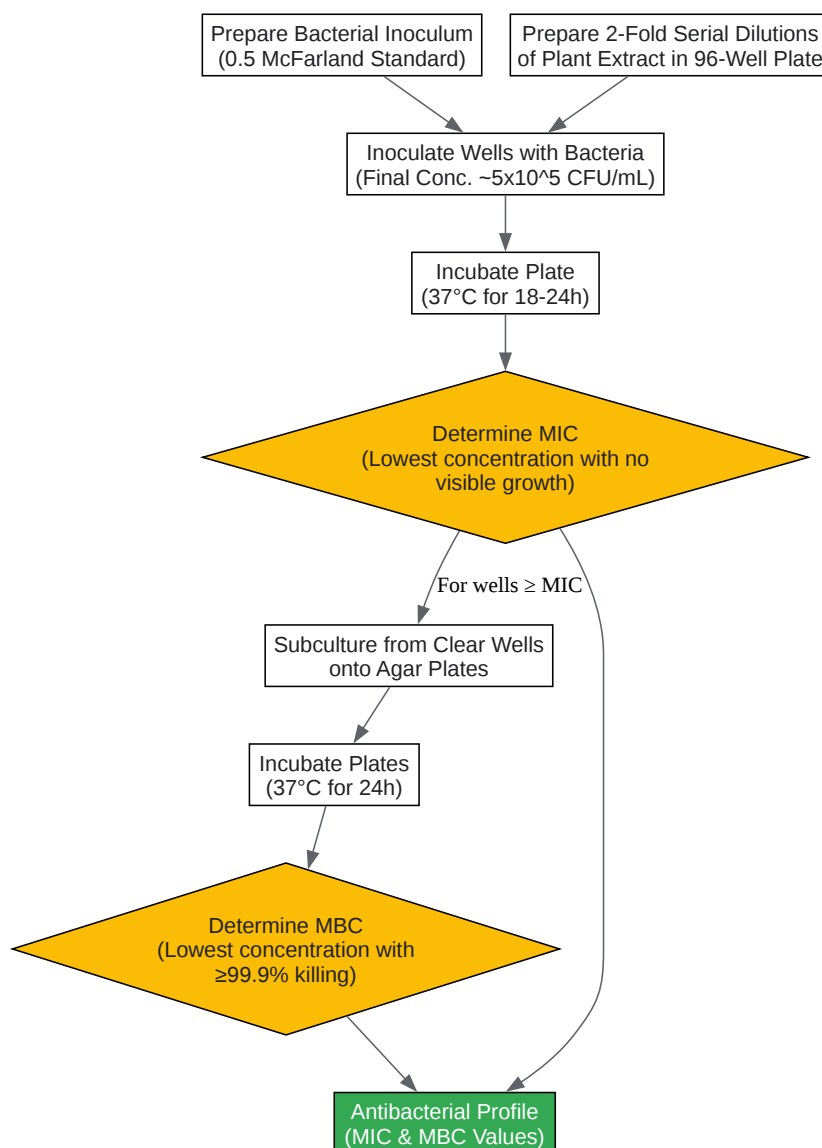 Prepare Bacterial Inoculum
(0.5 McFarland Standard)
Prepare 2-Fold Serial Dilutions
of Plant Extract in 96-Well Plate
Inoculate Wells with Bacteria
(Final Conc. ~5x10^5 CFU/mL)
Incubate Plate
(37°C for 18-24h)
Determine MIC
(Lowest concentration with no
visible growth)
For wells ≥ MIC
Subculture from Clear Wells
onto Agar Plates
Incubate Plates
(37°C for 24h)
Determine MBC
(Lowest concentration with
≥99.9% killing)
Antibacterial Profile
(MIC & MBC Values)